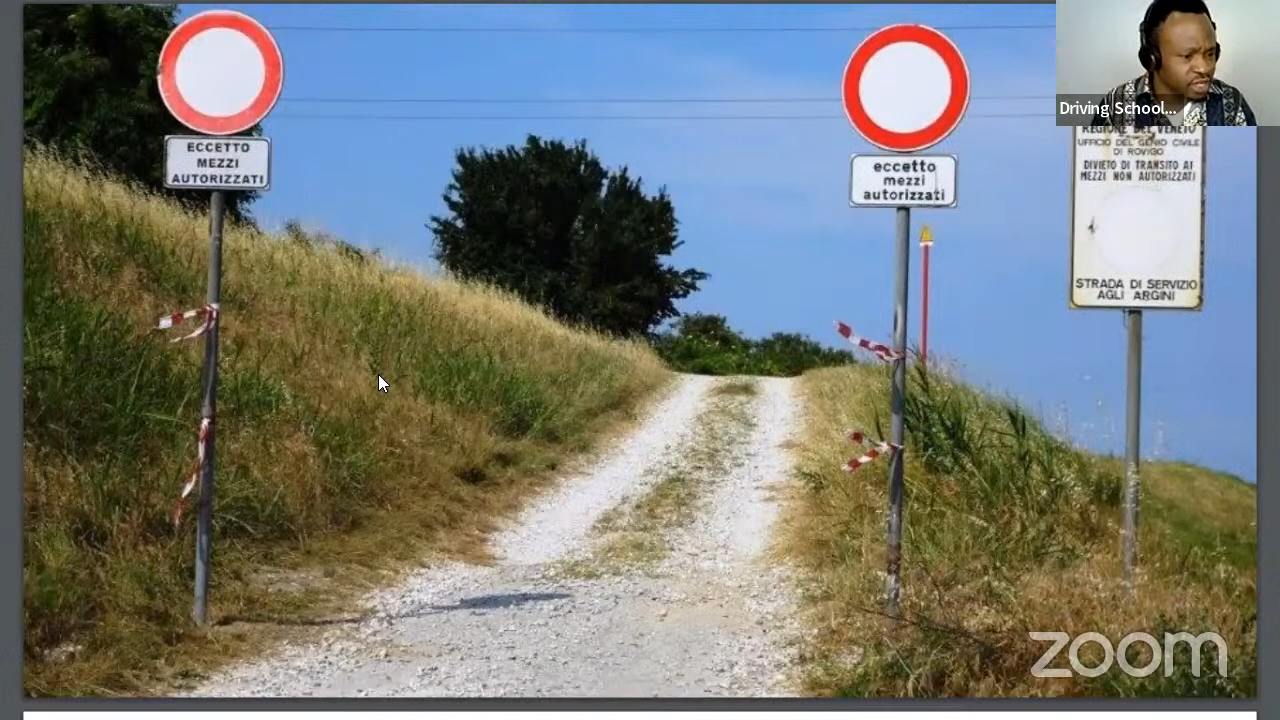 ECCETTO
MEZZI
AUTORIZZATI
eccetto
mezzi
autorizzati
Driving School...
REGIONE DEL VENETO
UFFICIO DEL GENIO CIVILE
DI ROVIGO
DIVIETO DI TRANSITO AI
MEZZI NON AUTORIZZATI
STRADA DI SERVIZIO
AGLI ARGINI
zoom